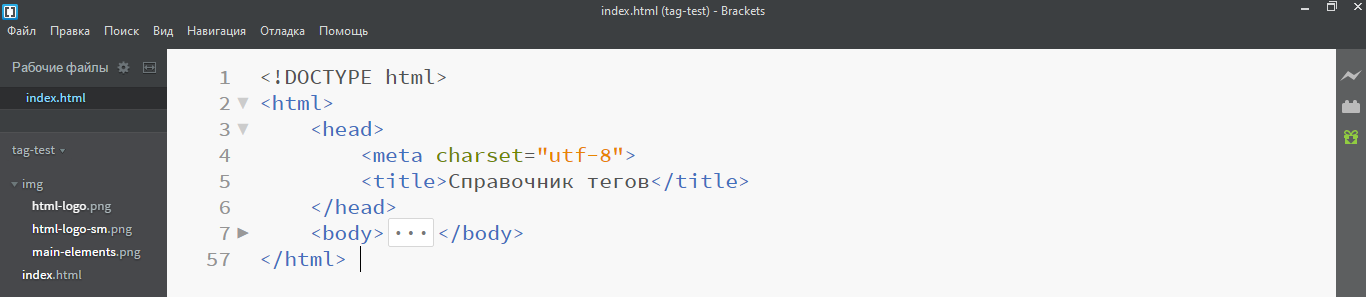 index.html (tag-test) - Brackets
Файл Правка Поиск Вид Навигация Отладка Помощь
Рабочие файлы
index.html
tag-test
img
html-logo.png
html-logo-sm.png
main-elements.png
index.html
1 <!DOCTYPE html>
2 <html>
3 <head>
4 <meta charset="utf-8">
5 <title>Справочник тегов</title>
6 </head>
7 <body>...</body>
57 </html>